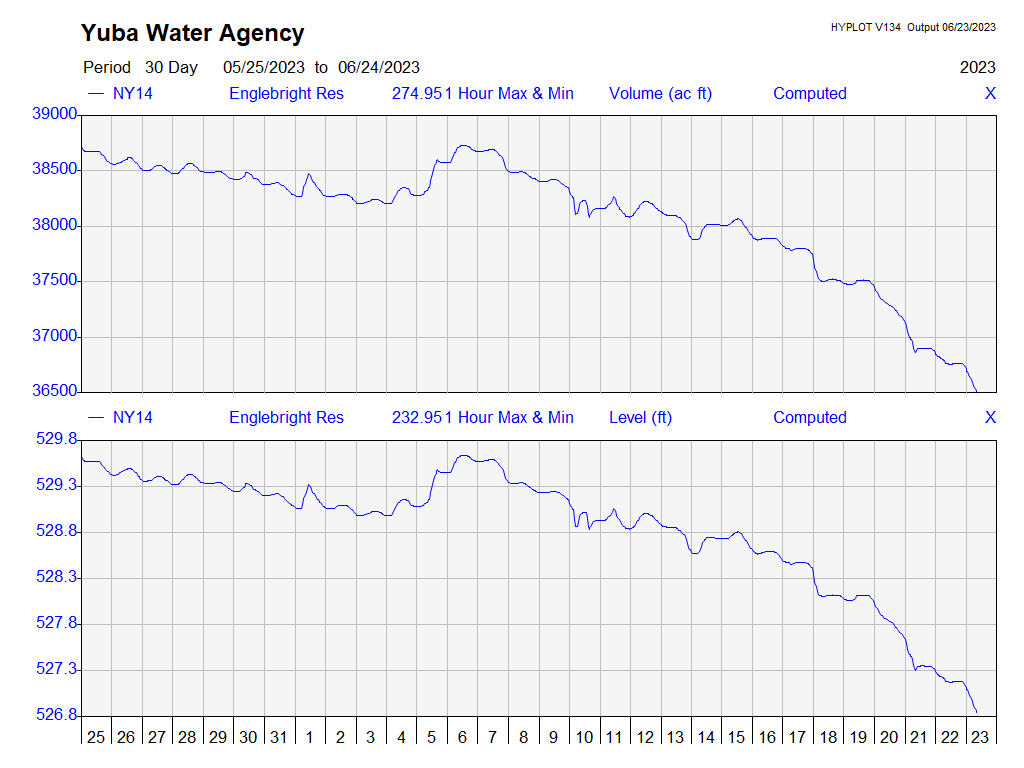 Yuba Water Agency
HYPLOT V134 Output 06/23/2023
Period 30 Day 05/25/2023 to 06/24/2023 2023
NY14 Englebright Res 274.951 Hour Max & Min Volume (ac ft) Computed X
39000
38500
38000
37500
37000
36500
NY14 Englebright Res 232.951 Hour Max & Min Level (ft) Computed X
529.8
529.3
528.8
528.3
527.8
527.3
526.8
25 26 27 28 29 30 31 1 2 3 4 5 6 7 8 9 10 11 12 13 14 15 16 17 18 19 20 21 22 23